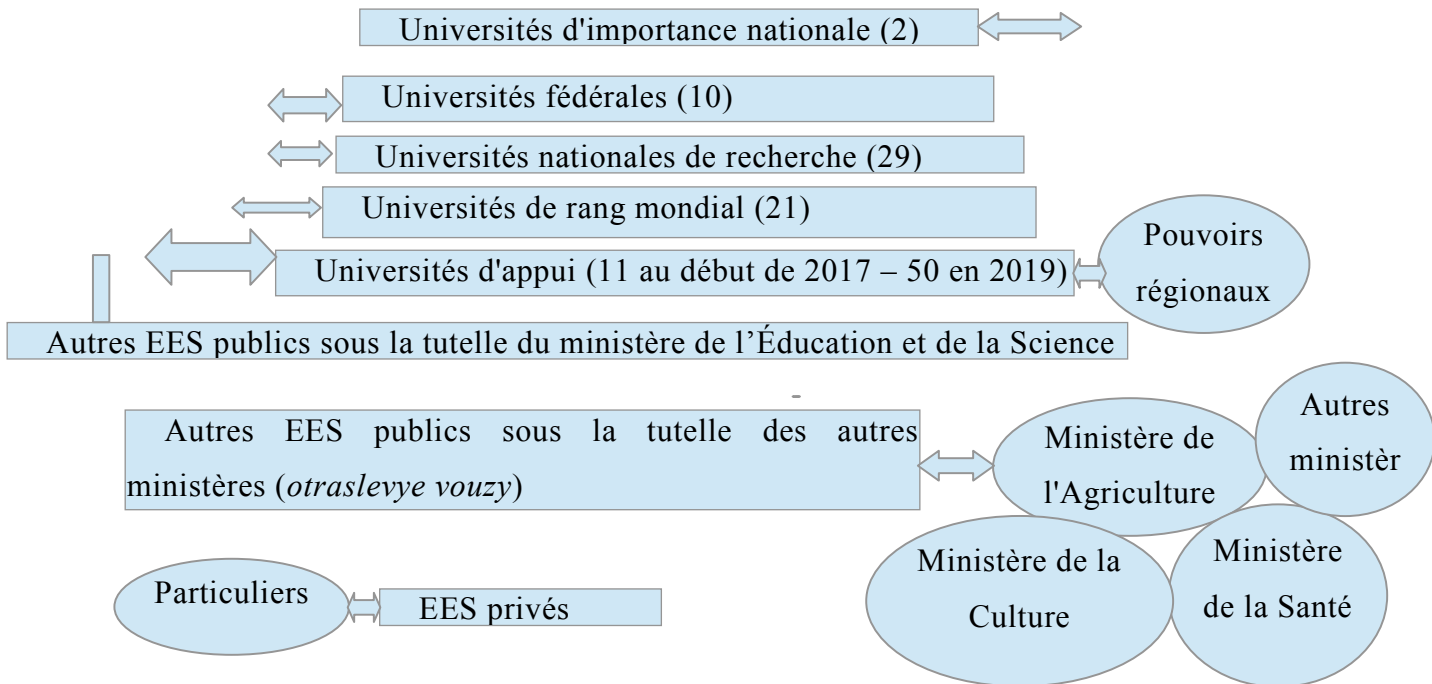 Universités d'importance nationale (2)
Universités fédérales (10)
Universités nationales de recherche (29)
Universités de rang mondial (21)
Universités d'appui (11 au début de 2017 – 50 en 2019)
Pouvoirs
régionaux
Autres EES publics sous la tutelle du ministère de l’Éducation et de la Science
Autres EES publics sous la tutelle des autres
ministères (otraslevye vouzy)
Ministère de
l'Agriculture
Autres
ministèr
Ministère de la
Culture
Ministère
de la Santé
Particuliers
EES privés